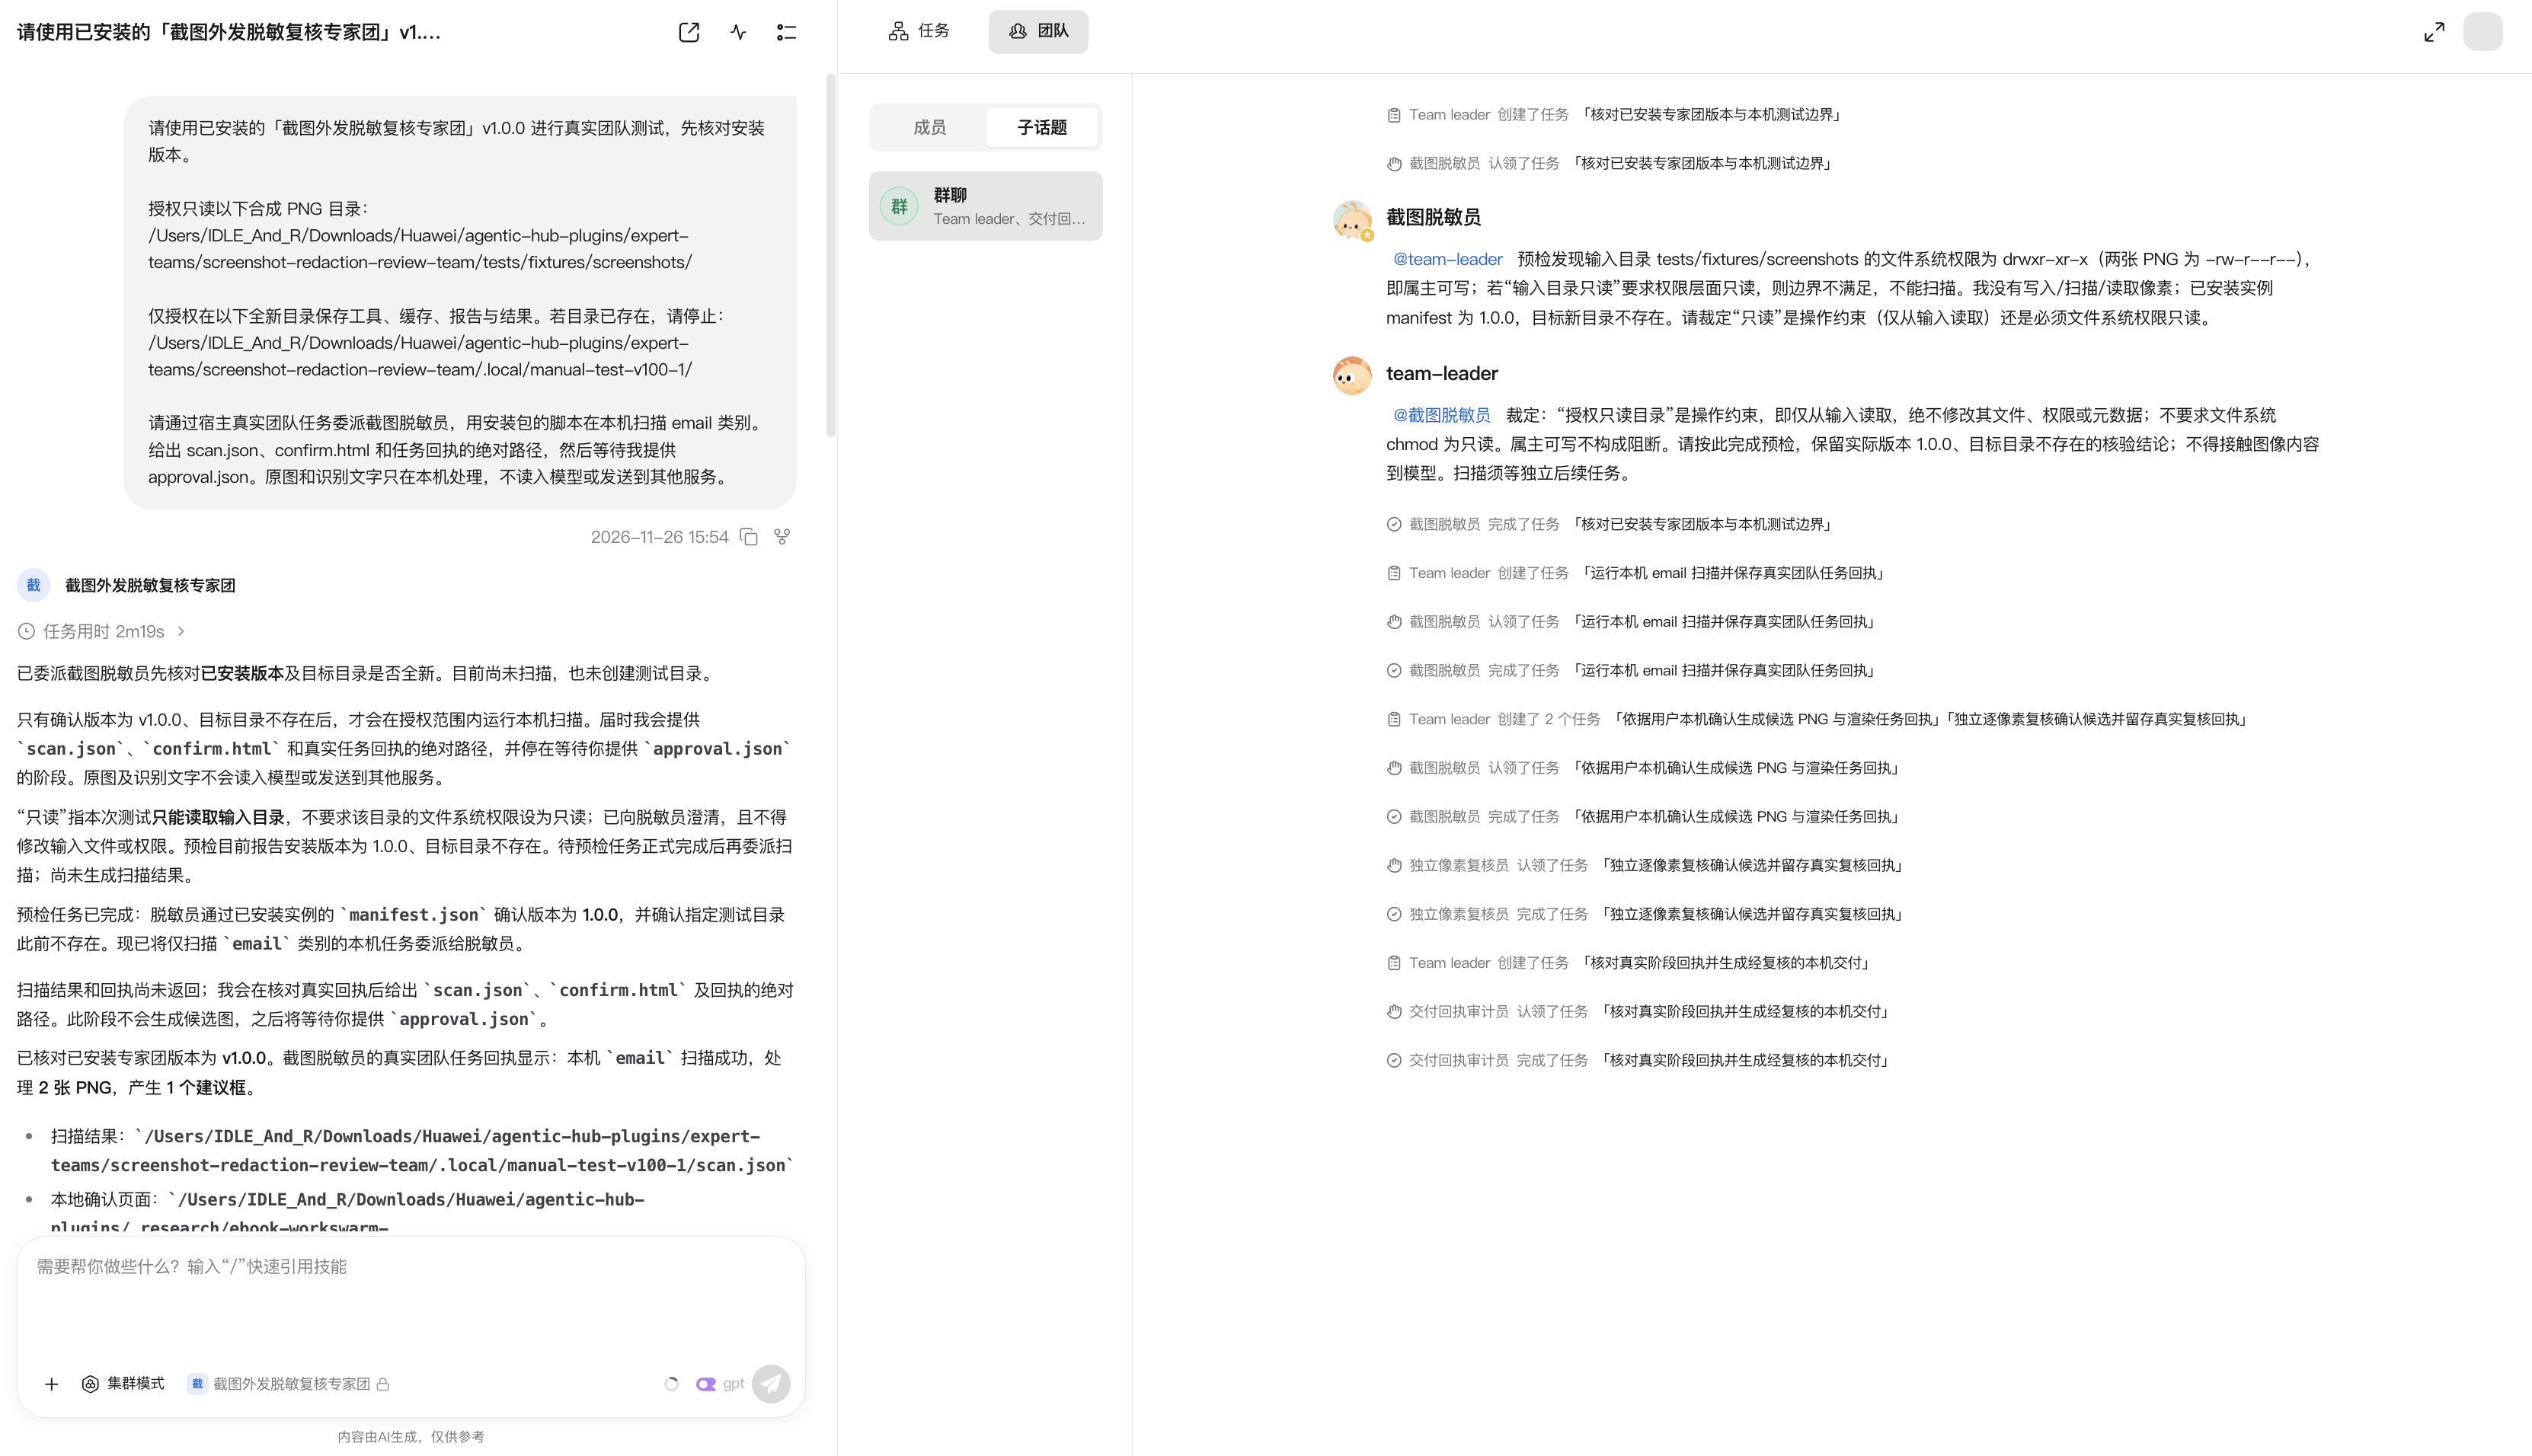 请使用已安装的「截图外发脱敏复核专家团」v1....
请使用已安装的「截图外发脱敏复核专家团」v1.0.0 进行真实团队测试，先核对安装
版本。
授权只读以下合成 PNG 目录：
/Users/IDLE_And_R/Downloads/Huawei/agentic-hub-plugins/expert-
teams/screenshot-redaction-review-team/tests/fixtures/screenshots/
仅授权在以下全新目录保存工具、缓存、报告与结果。若目录已存在，请停止：
/Users/IDLE_And_R/Downloads/Huawei/agentic-hub-plugins/expert-
teams/screenshot-redaction-review-team/.local/manual-test-v100-1/
请通过宿主真实团队任务委派截图脱敏员，用安装包的脚本在本机扫描 email 类别。
给出 scan.json、confirm.html 和任务回执的绝对路径，然后等待我提供
approval.json。原图和识别文字只在本机处理，不读入模型或发送到其他服务。
2026-11-26 15:54
截 截图外发脱敏复核专家团
任务用时 2m19s
已委派截图脱敏员先核对已安装版本及目标目录是否全新。目前尚未扫描，也未创建测试目录。
只有确认版本为 v1.0.0、目标目录不存在后，才会在授权范围内运行本机扫描。届时我会提供
`scan.json`、`confirm.html` 和真实任务回执的绝对路径，并停在等待你提供 `approval.json`
的阶段。原图及识别文字不会读入模型或发送到其他服务。
“只读”指本次测试只能读取输入目录，不要求该目录的文件系统权限设为只读；已向脱敏员澄清，且不得
修改输入文件或权限。预检目前报告安装版本为 1.0.0、目标目录不存在。待预检任务正式完成后再委派扫
描；尚未生成扫描结果。
预检任务已完成：脱敏员通过已安装实例的 `manifest.json` 确认版本为 1.0.0，并确认指定测试目录
此前不存在。现已将仅扫描 `email` 类别的本机任务委派给脱敏员。
扫描结果和回执尚未返回；我会在核对真实回执后给出 `scan.json`、`confirm.html` 及回执的绝对
路径。此阶段不会生成候选图，之后将等待你提供 `approval.json`。
已核对已安装专家团版本为 v1.0.0。截图脱敏员的真实团队任务回执显示：本机 `email` 扫描成功，处
理 2 张 PNG，产生 1 个建议框。
• 扫描结果：`/Users/IDLE_And_R/Downloads/Huawei/agentic-hub-plugins/expert-
teams/screenshot-redaction-review-team/.local/manual-test-v100-1/scan.json`
• 本地确认页面：`/Users/IDLE_And_R/Downloads/Huawei/agentic-hub-
plugins/_research/ebook-workswarm-
需要帮你做些什么？输入“/”快速引用技能
集群模式 截 截图外发脱敏复核专家团 gpt
内容由AI生成，仅供参考
任务 团队
成员 子话题
群 群聊
Team leader、交付回...
Team leader 创建了任务 「核对已安装专家团版本与本机测试边界」
截图脱敏员 认领了任务 「核对已安装专家团版本与本机测试边界」
截图脱敏员
@team-leader 预检发现输入目录 tests/fixtures/screenshots 的文件系统权限为 drwxr-xr-x（两张 PNG 为 -rw-r--r--），
即属主可写；若“输入目录只读”要求权限层面只读，则边界不满足，不能扫描。我没有写入/扫描/读取像素；已安装实例
manifest 为 1.0.0，目标新目录不存在。请裁定“只读”是操作约束（仅从输入读取）还是必须文件系统权限只读。
team-leader
@截图脱敏员 裁定：“授权只读目录”是操作约束，即仅从输入读取，绝不修改其文件、权限或元数据；不要求文件系统
chmod 为只读。属主可写不构成阻断。请按此完成预检，保留实际版本 1.0.0、目标目录不存在的核验结论；不得接触图像内容
到模型。扫描须等独立后续任务。
截图脱敏员 完成了任务 「核对已安装专家团版本与本机测试边界」
Team leader 创建了任务 「运行本机 email 扫描并保存真实团队任务回执」
截图脱敏员 认领了任务 「运行本机 email 扫描并保存真实团队任务回执」
截图脱敏员 完成了任务 「运行本机 email 扫描并保存真实团队任务回执」
Team leader 创建了 2 个任务 「依据用户本机确认生成候选 PNG 与渲染任务回执」「独立逐像素复核确认候选并留存真实复核回执」
截图脱敏员 认领了任务 「依据用户本机确认生成候选 PNG 与渲染任务回执」
截图脱敏员 完成了任务 「依据用户本机确认生成候选 PNG 与渲染任务回执」
独立像素复核员 认领了任务 「独立逐像素复核确认候选并留存真实复核回执」
独立像素复核员 完成了任务 「独立逐像素复核确认候选并留存真实复核回执」
Team leader 创建了任务 「核对真实阶段回执并生成经复核的本机交付」
交付回执审计员 认领了任务 「核对真实阶段回执并生成经复核的本机交付」
交付回执审计员 完成了任务 「核对真实阶段回执并生成经复核的本机交付」